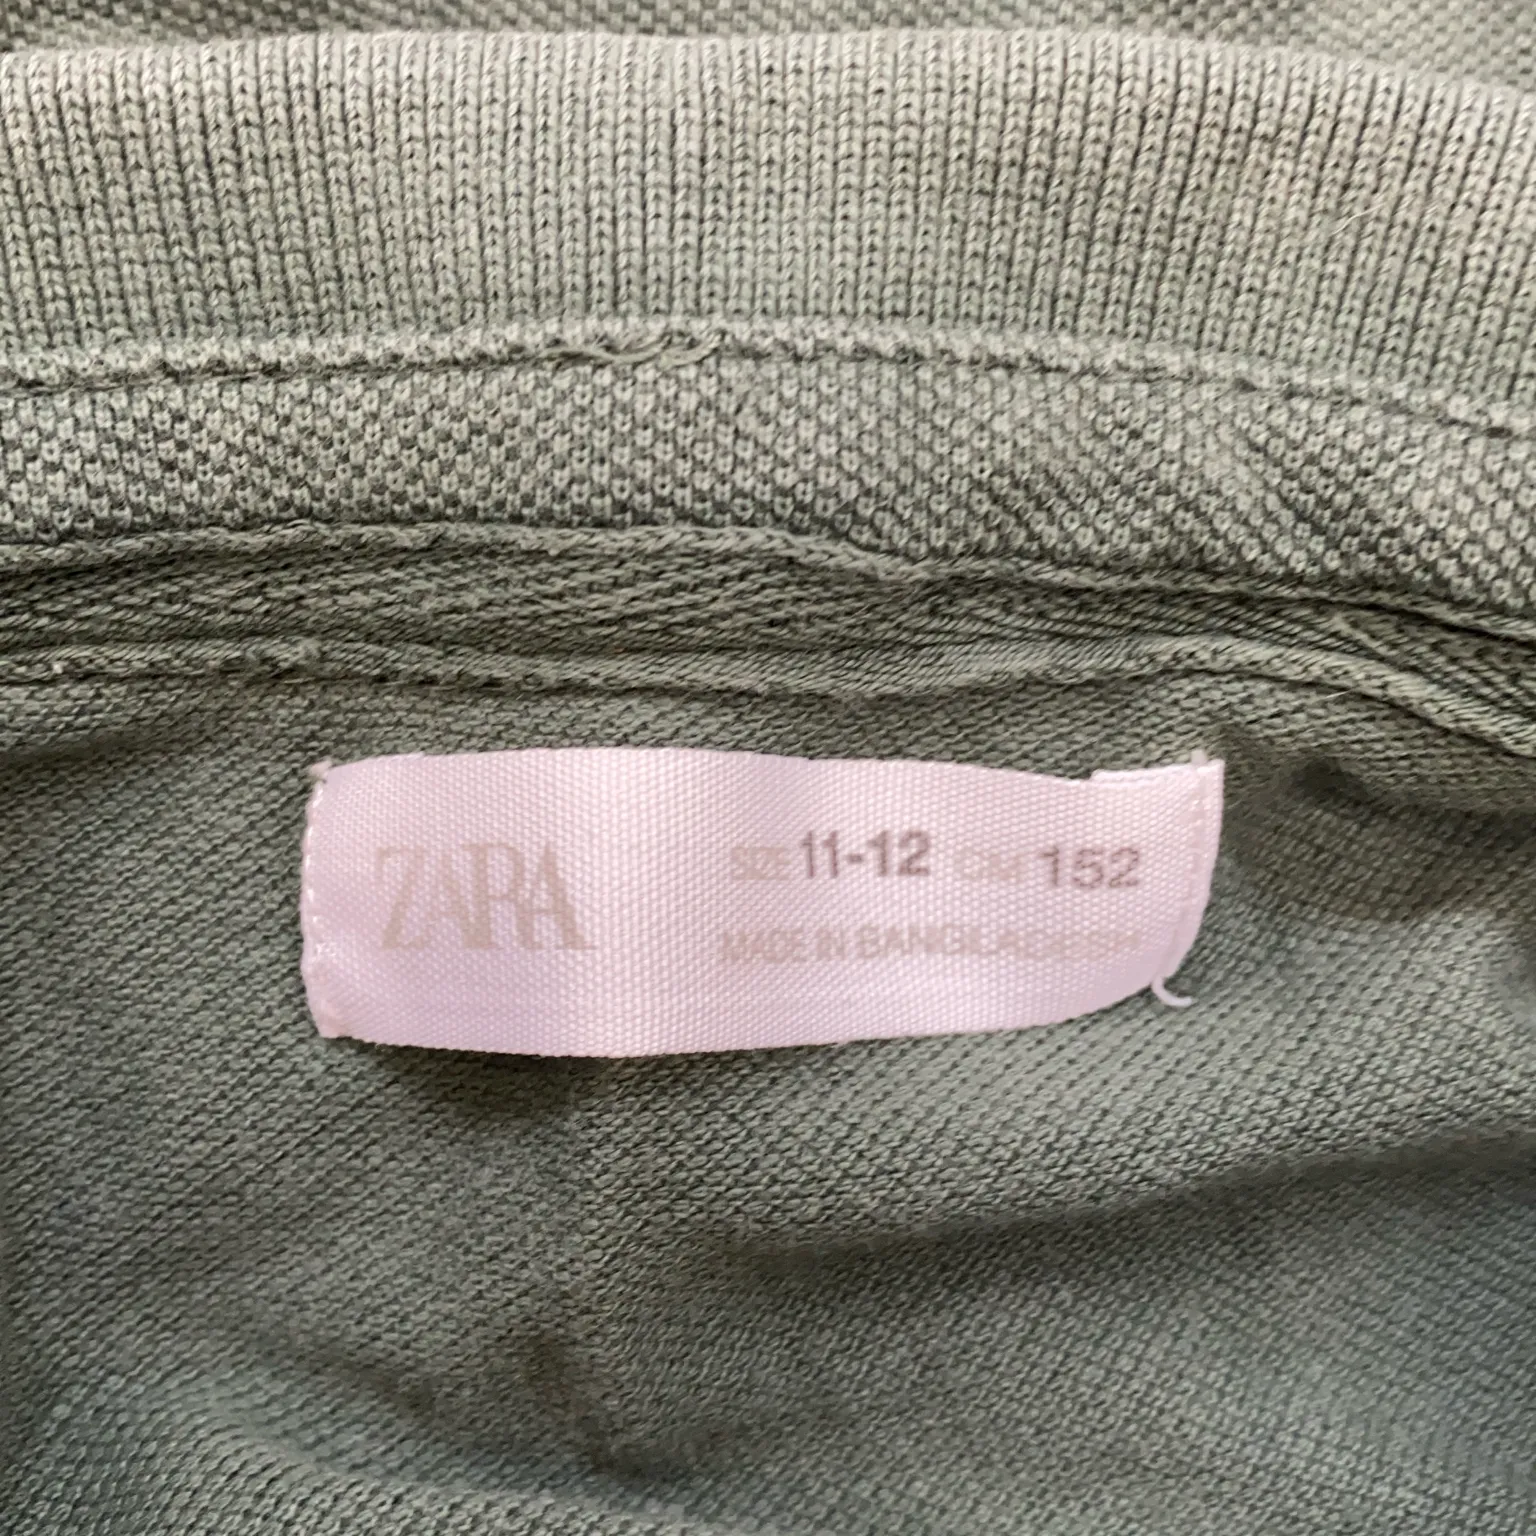 ZARA
SIZE 11-12 CM 152
MADE IN BANGLADESH